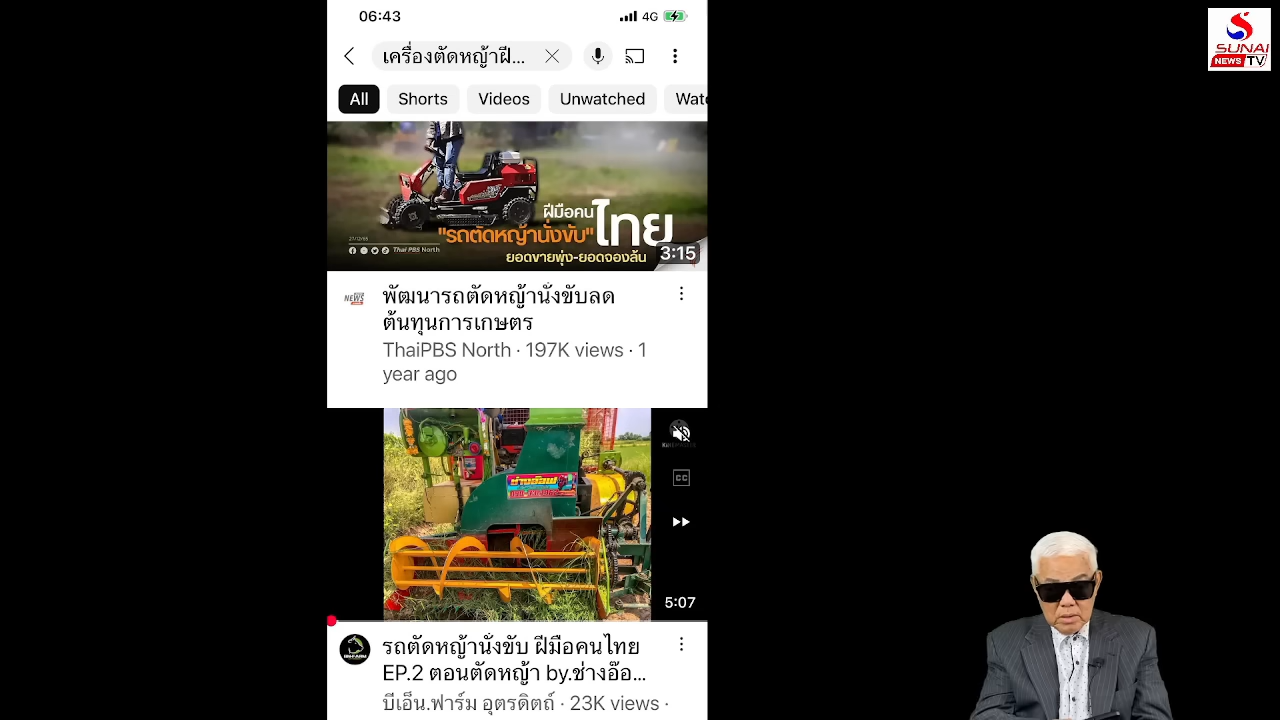 06:43
4G
SUNAI
NEWS TV
เครื่องตัดหญ้าฝี...
All
Shorts
Videos
Unwatched
ฝีมือคนไทย
"รถตัดหญ้านั่งขับ"
ยอดขายพุ่ง-ยอดจองล้น
Thai PBS North
3:15
NEWS
พัฒนารถตัดหญ้านั่งขับลด
ต้นทุนการเกษตร
ThaiPBS North · 197K views · 1
year ago
CC
5:07
รถตัดหญ้านั่งขับ ฝีมือคนไทย
EP.2 ตอนตัดหญ้า by.ช่างอ๊อ...
บีเอ็น.ฟาร์ม อุตรดิตถ์ · 23K views ·